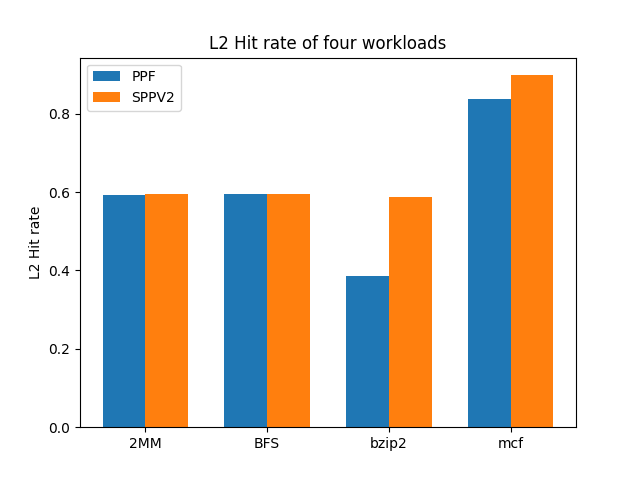 L2 Hit rate of four workloads
PPF
SPPV2
L2 Hit rate
0.8
0.6
0.4
0.2
0.0
2MM
BFS
bzip2
mcf